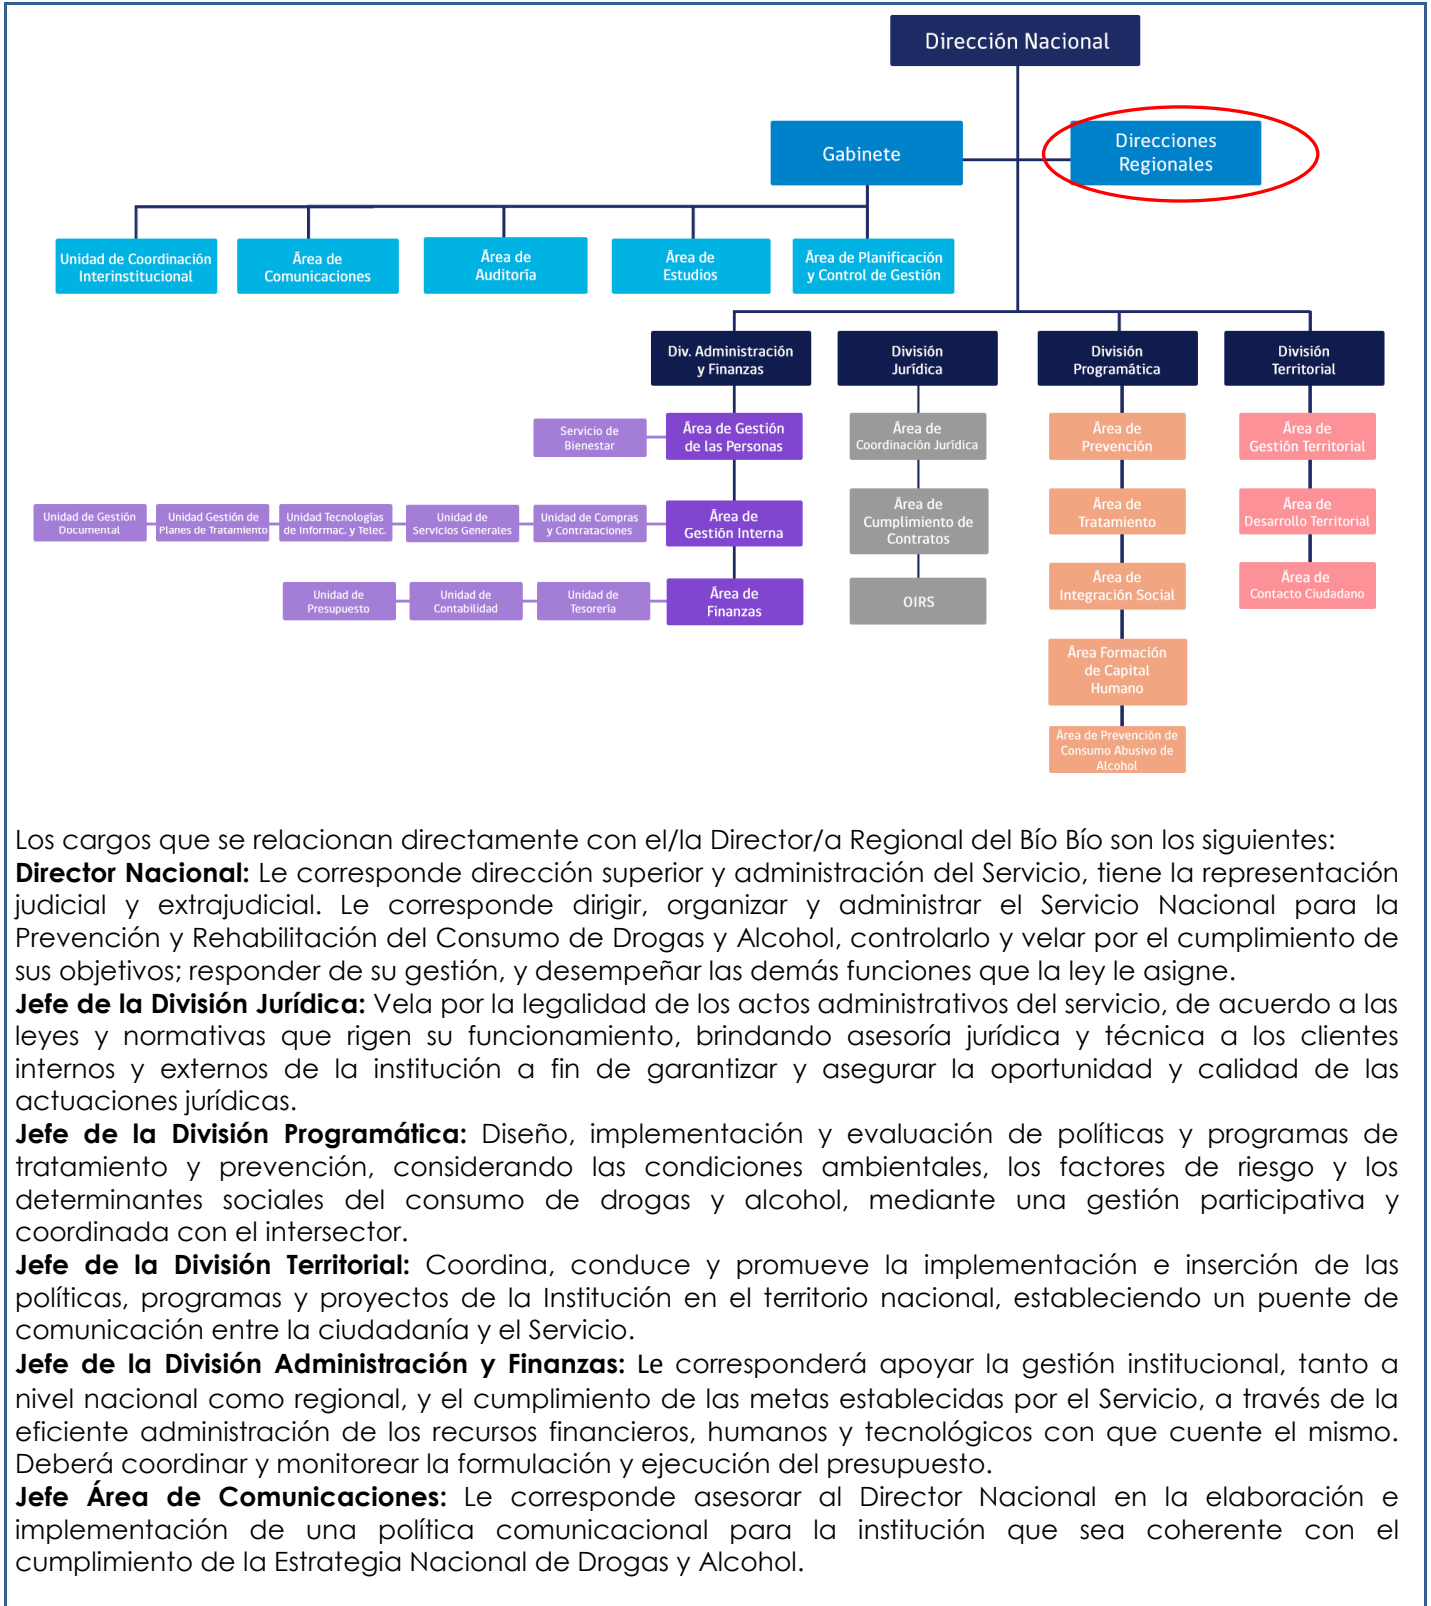 Dirección Nacional
Gabinete
Direcciones
Regionales
Unidad de Coordinación
Interinstitucional
Área de
Comunicaciones
Área de
Auditoría
Área de
Estudios
Área de Planificación
y Control de Gestión
Div. Administración
y Finanzas
División
Jurídica
División
Programática
División
Territorial
Servicio de
Bienestar
Área de Gestión
de las Personas
Área de
Coordinación Jurídica
Área de
Prevención
Área de
Gestión Territorial
Unidad de Gestión
Documental
Unidad Gestión de
Planes de Tratamiento
Unidad Tecnologías
de Informac. y Telec.
Unidad de
Servicios Generales
Unidad de Compras
y Contrataciones
Área de
Gestión Interna
Área de
Cumplimiento de
Contratos
Área de
Tratamiento
Área de
Desarrollo Territorial
Unidad de
Presupuesto
Unidad de
Contabilidad
Unidad de
Tesorería
Área de
Finanzas
OIRS
Área de
Integración Social
Área de
Contacto Ciudadano
Área Formación
de Capital
Humano
Área de Prevención de
Consumo Abusivo de
Alcohol
Los cargos que se relacionan directamente con el/la Director/a Regional del Bío Bío son los siguientes:
Director Nacional: Le corresponde dirección superior y administración del Servicio, tiene la representación
judicial y extrajudicial. Le corresponde dirigir, organizar y administrar el Servicio Nacional para la
Prevención y Rehabilitación del Consumo de Drogas y Alcohol, controlarlo y velar por el cumplimiento de
sus objetivos; responder de su gestión, y desempeñar las demás funciones que la ley le asigne.
Jefe de la División Jurídica: Vela por la legalidad de los actos administrativos del servicio, de acuerdo a las
leyes y normativas que rigen su funcionamiento, brindando asesoría jurídica y técnica a los clientes
internos y externos de la institución a fin de garantizar y asegurar la oportunidad y calidad de las
actuaciones jurídicas.
Jefe de la División Programática: Diseño, implementación y evaluación de políticas y programas de
tratamiento y prevención, considerando las condiciones ambientales, los factores de riesgo y los
determinantes sociales del consumo de drogas y alcohol, mediante una gestión participativa y
coordinada con el intersector.
Jefe de la División Territorial: Coordina, conduce y promueve la implementación e inserción de las
políticas, programas y proyectos de la Institución en el territorio nacional, estableciendo un puente de
comunicación entre la ciudadanía y el Servicio.
Jefe de la División Administración y Finanzas: Le corresponderá apoyar la gestión institucional, tanto a
nivel nacional como regional, y el cumplimiento de las metas establecidas por el Servicio, a través de la
eficiente administración de los recursos financieros, humanos y tecnológicos con que cuente el mismo.
Deberá coordinar y monitorear la formulación y ejecución del presupuesto.
Jefe Área de Comunicaciones: Le corresponde asesorar al Director Nacional en la elaboración e
implementación de una política comunicacional para la institución que sea coherente con el
cumplimiento de la Estrategia Nacional de Drogas y Alcohol.